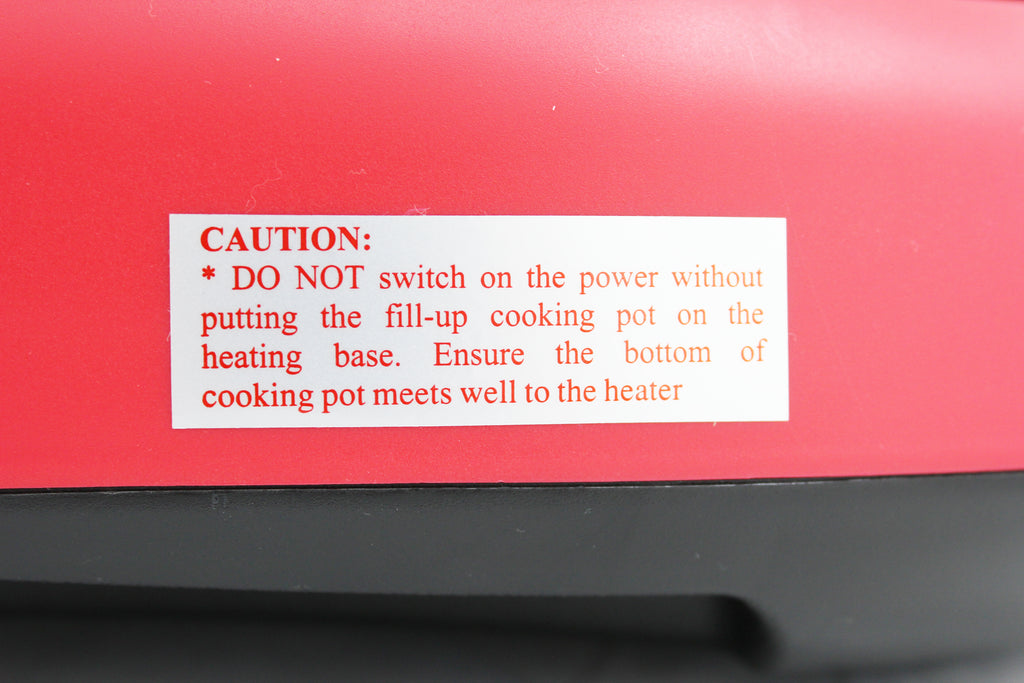 CAUTION:
* DO NOT switch on the power without
putting the fill-up cooking pot on the
heating base. Ensure the bottom of
cooking pot meets well to the heater